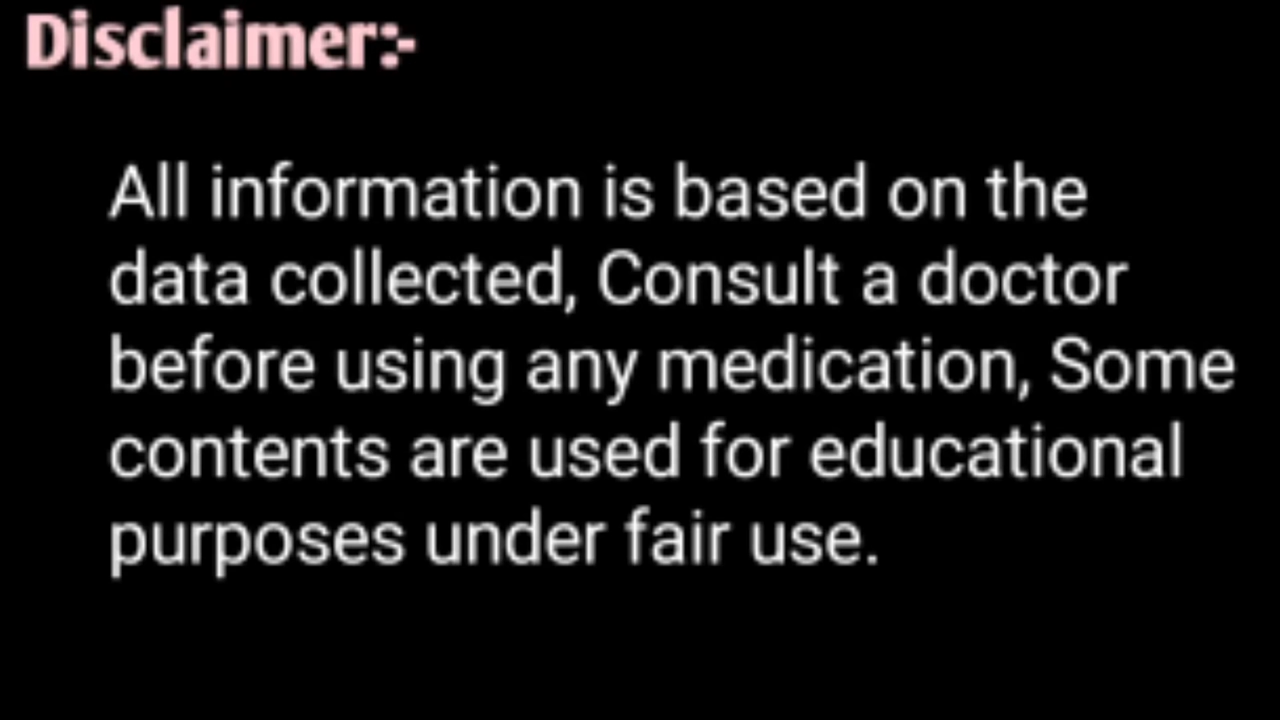 Disclaimer:-
All information is based on the
data collected, Consult a doctor
before using any medication, Some
contents are used for educational
purposes under fair use.